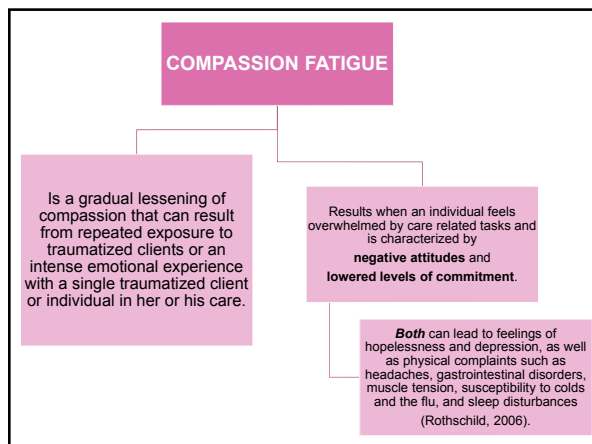 COMPASSION FATIGUE
Is a gradual lessening of
compassion that can result
from repeated exposure to
traumatized clients or an
intense emotional experience
with a single traumatized client
or individual in her or his care.
Results when an individual feels
overwhelmed by care related tasks and
is characterized by
negative attitudes and
lowered levels of commitment.
Both can lead to feelings of
hopelessness and depression, as well
as physical complaints such as
headaches, gastrointestinal disorders,
muscle tension, susceptibility to colds
and the flu, and sleep disturbances
(Rothschild, 2006).